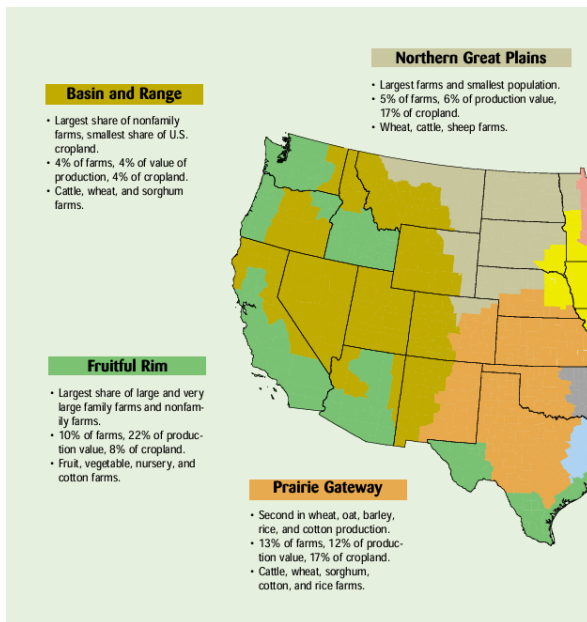 Northern Great Plains
• Largest farms and smallest population.
• 5% of farms, 6% of production value,
17% of cropland.
• Wheat, cattle, sheep farms.
Basin and Range
• Largest share of nonfamily
farms, smallest share of U.S.
cropland.
• 4% of farms, 4% of value of
production, 4% of cropland.
• Cattle, wheat, and sorghum
farms.
Fruitful Rim
• Largest share of large and very
large family farms and nonfam-
ily farms.
• 10% of farms, 22% of produc-
tion value, 8% of cropland.
• Fruit, vegetable, nursery, and
cotton farms.
Prairie Gateway
• Second in wheat, oat, barley,
rice, and cotton production.
• 13% of farms, 12% of produc-
tion value, 17% of cropland.
• Cattle, wheat, sorghum,
cotton, and rice farms.